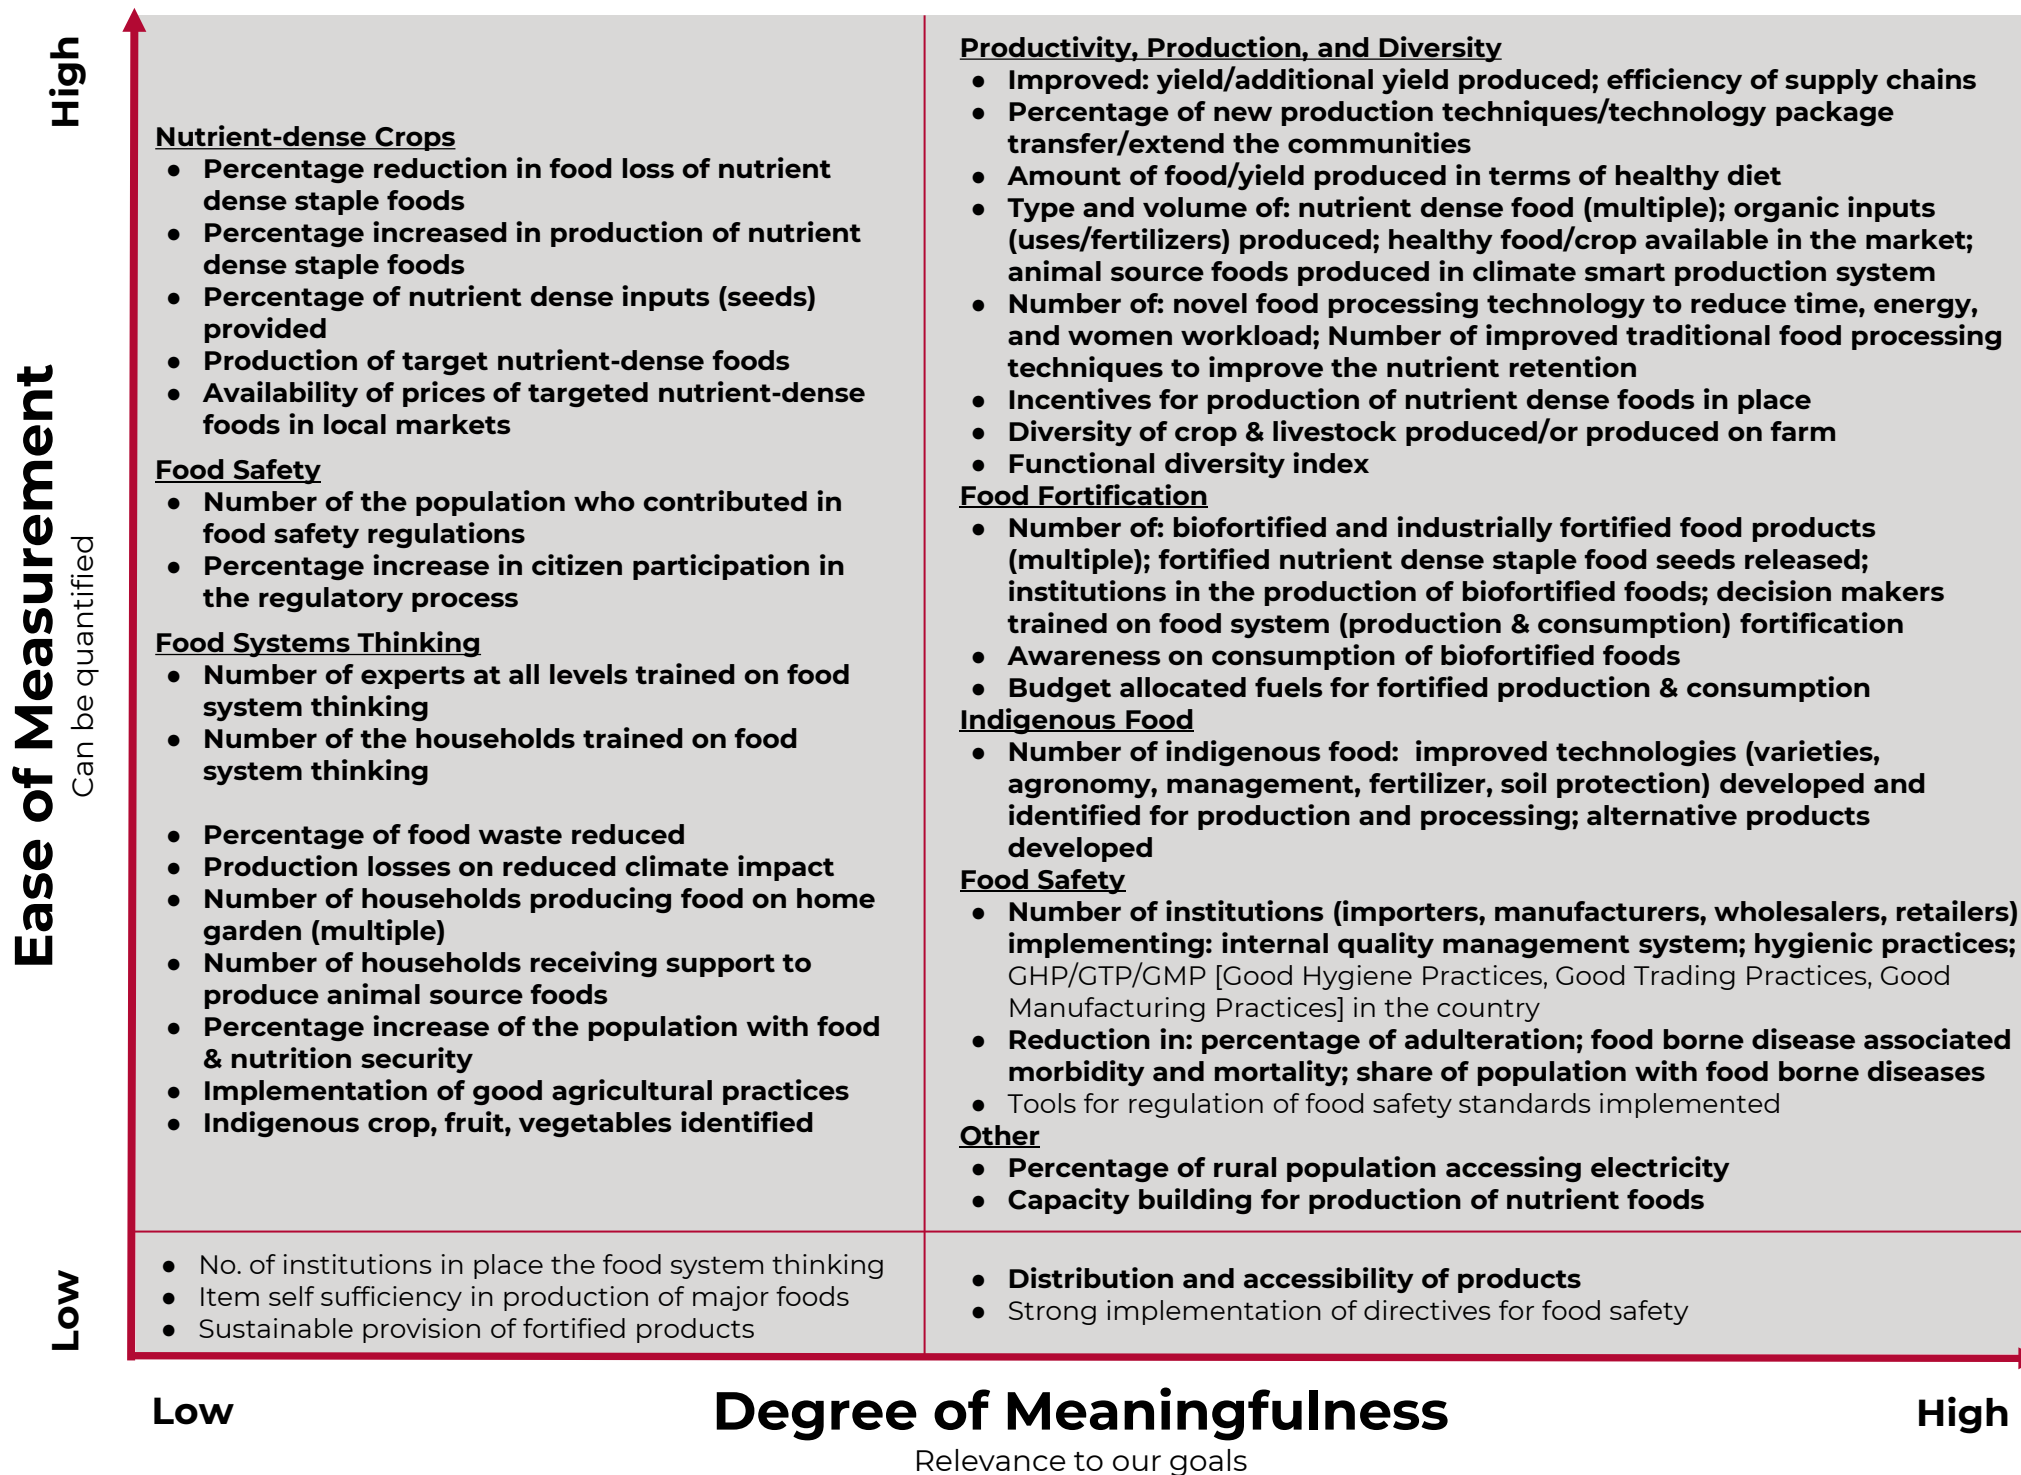 High
Ease of Measurement
Can be quantified
Low
Nutrient-dense Crops
● Percentage reduction in food loss of nutrient
dense staple foods
● Percentage increased in production of nutrient
dense staple foods
● Percentage of nutrient dense inputs (seeds)
provided
● Production of target nutrient-dense foods
● Availability of prices of targeted nutrient-dense
foods in local markets
Food Safety
● Number of the population who contributed in
food safety regulations
● Percentage increase in citizen participation in
the regulatory process
Food Systems Thinking
● Number of experts at all levels trained on food
system thinking
● Number of the households trained on food
system thinking
● Percentage of food waste reduced
● Production losses on reduced climate impact
● Number of households producing food on home
garden (multiple)
● Number of households receiving support to
produce animal source foods
● Percentage increase of the population with food
& nutrition security
● Implementation of good agricultural practices
● Indigenous crop, fruit, vegetables identified
Productivity, Production, and Diversity
● Improved: yield/additional yield produced; efficiency of supply chains
● Percentage of new production techniques/technology package
transfer/extend the communities
● Amount of food/yield produced in terms of healthy diet
● Type and volume of: nutrient dense food (multiple); organic inputs
(uses/fertilizers) produced; healthy food/crop available in the market;
animal source foods produced in climate smart production system
● Number of: novel food processing technology to reduce time, energy,
and women workload; Number of improved traditional food processing
techniques to improve the nutrient retention
● Incentives for production of nutrient dense foods in place
● Diversity of crop & livestock produced/or produced on farm
● Functional diversity index
Food Fortification
● Number of: biofortified and industrially fortified food products
(multiple); fortified nutrient dense staple food seeds released;
institutions in the production of biofortified foods; decision makers
trained on food system (production & consumption) fortification
● Awareness on consumption of biofortified foods
● Budget allocated fuels for fortified production & consumption
Indigenous Food
● Number of indigenous food: improved technologies (varieties,
agronomy, management, fertilizer, soil protection) developed and
identified for production and processing; alternative products
developed
Food Safety
● Number of institutions (importers, manufacturers, wholesalers, retailers)
implementing: internal quality management system; hygienic practices;
GHP/GTP/GMP [Good Hygiene Practices, Good Trading Practices, Good
Manufacturing Practices] in the country
● Reduction in: percentage of adulteration; food borne disease associated
morbidity and mortality; share of population with food borne diseases
● Tools for regulation of food safety standards implemented
Other
● Percentage of rural population accessing electricity
● Capacity building for production of nutrient foods
● No. of institutions in place the food system thinking
● Item self sufficiency in production of major foods
● Sustainable provision of fortified products
● Distribution and accessibility of products
● Strong implementation of directives for food safety
Low
Degree of Meaningfulness
High
Relevance to our goals